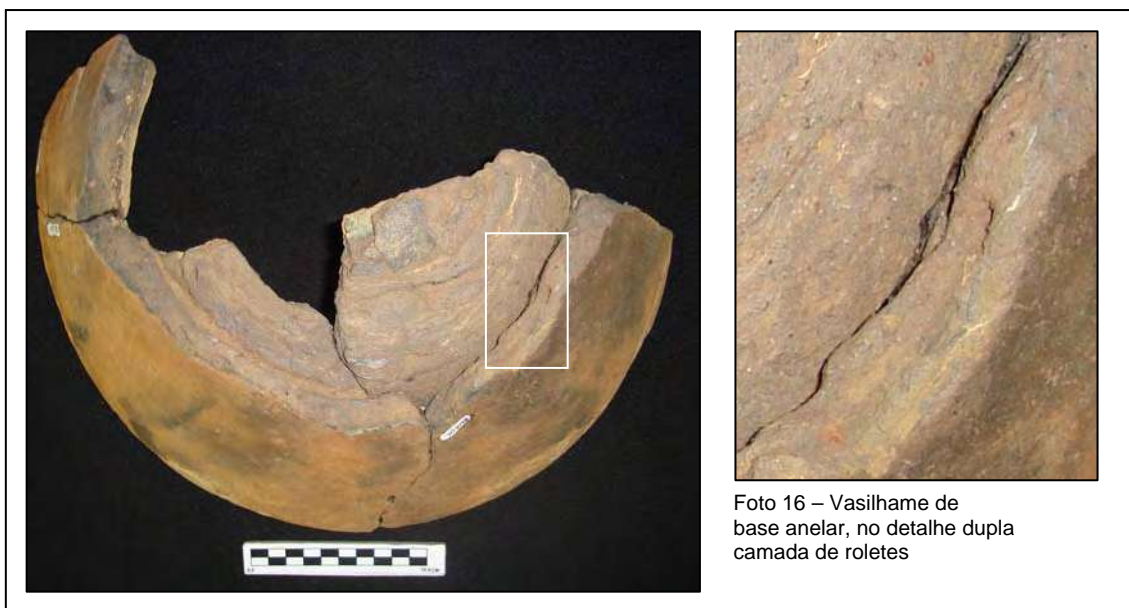 Foto 16 – Vasilhame de
base anelar, no detalhe dupla
camada de roletes